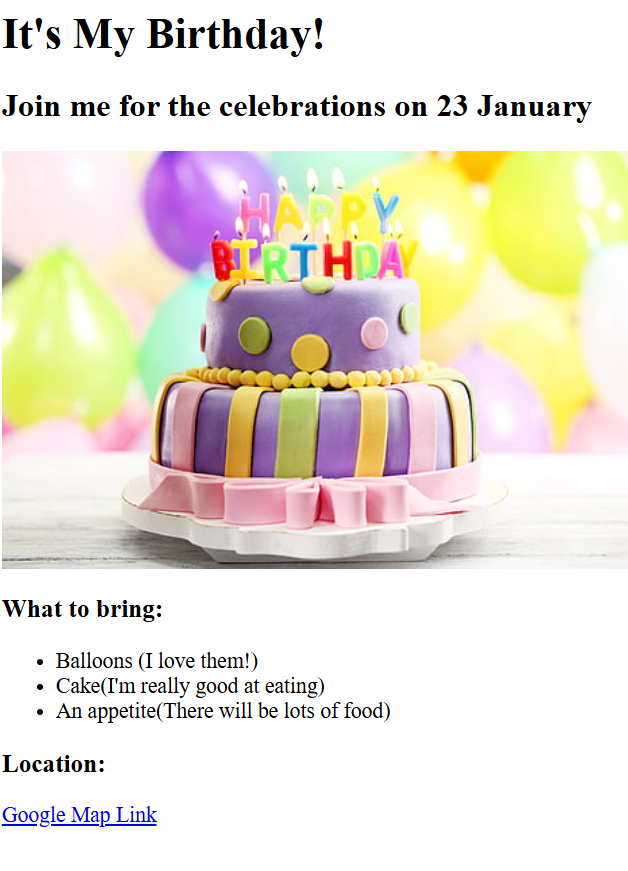 It's My Birthday!
Join me for the celebrations on 23 January
HAPPY
BIRTHDAY
What to bring:
Balloons (I love them!)
Cake(I'm really good at eating)
An appetite(There will be lots of food)
Location:
Google Map Link